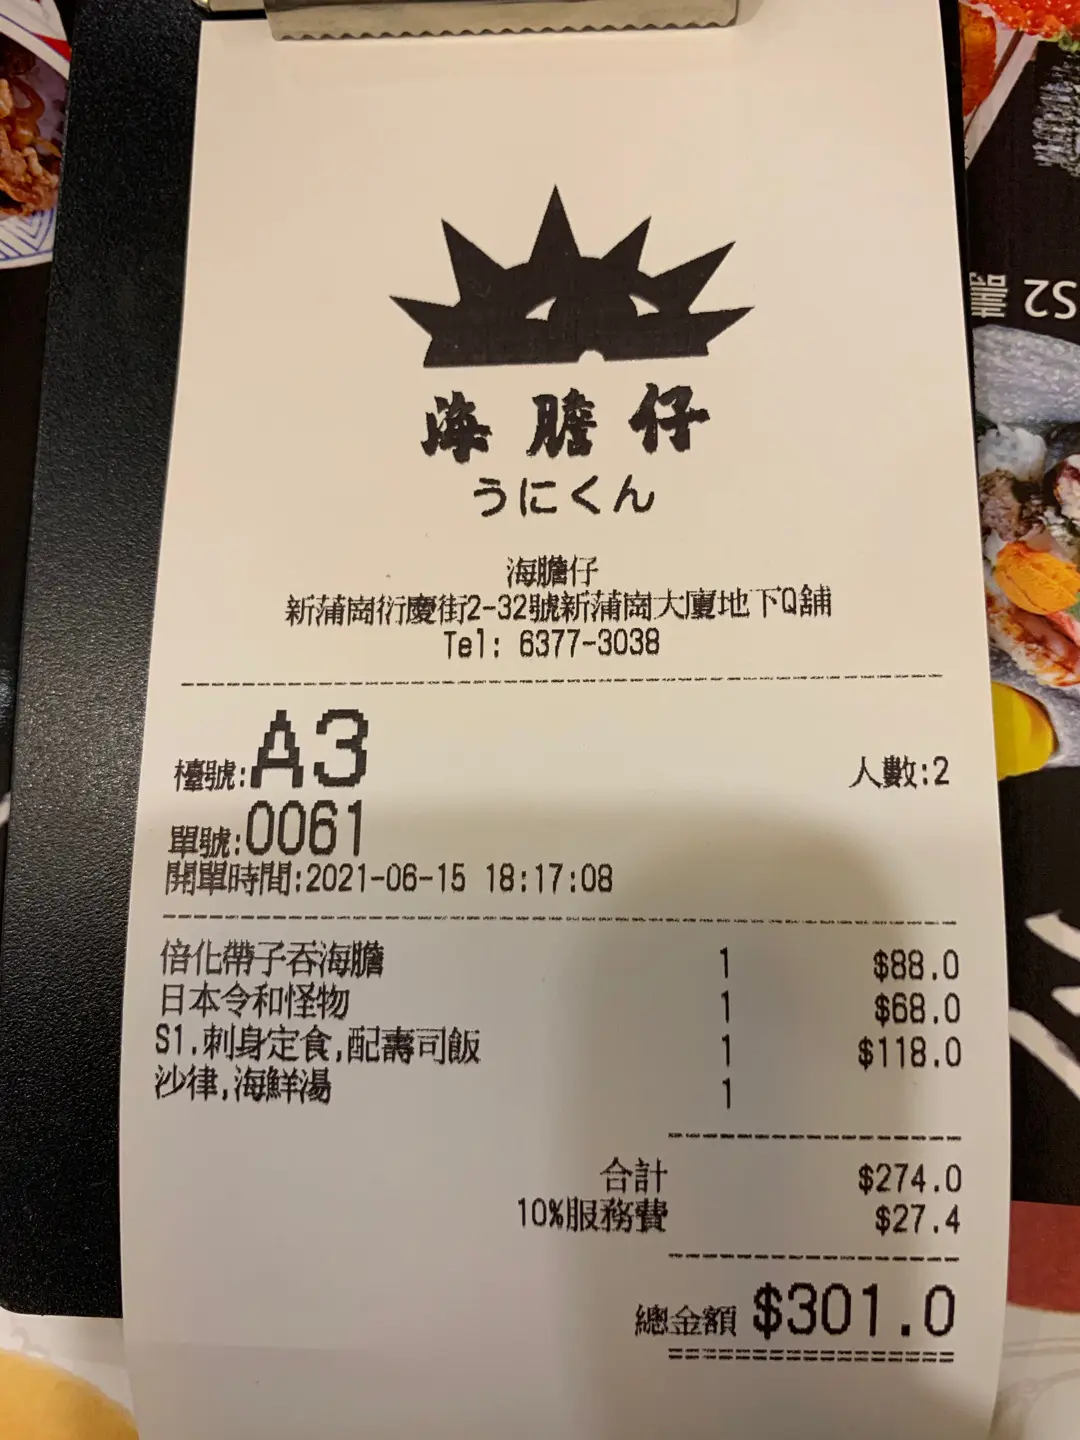 海膽仔
うにくん
海膽仔
新蒲崗衍慶街2-32號新蒲崗大廈地下Q舖
Tel: 6377-3038
檯號:A3 人數:2
單號:0061
開單時間:2021-06-15 18:17:08
倍化帶子吞海膽 1 $88.0
日本令和怪物 1 $68.0
S1.刺身定食,配壽司飯 1 $118.0
沙律,海鮮湯 1
合計 $274.0
10%服務費 $27.4
總金額 $301.0
S2